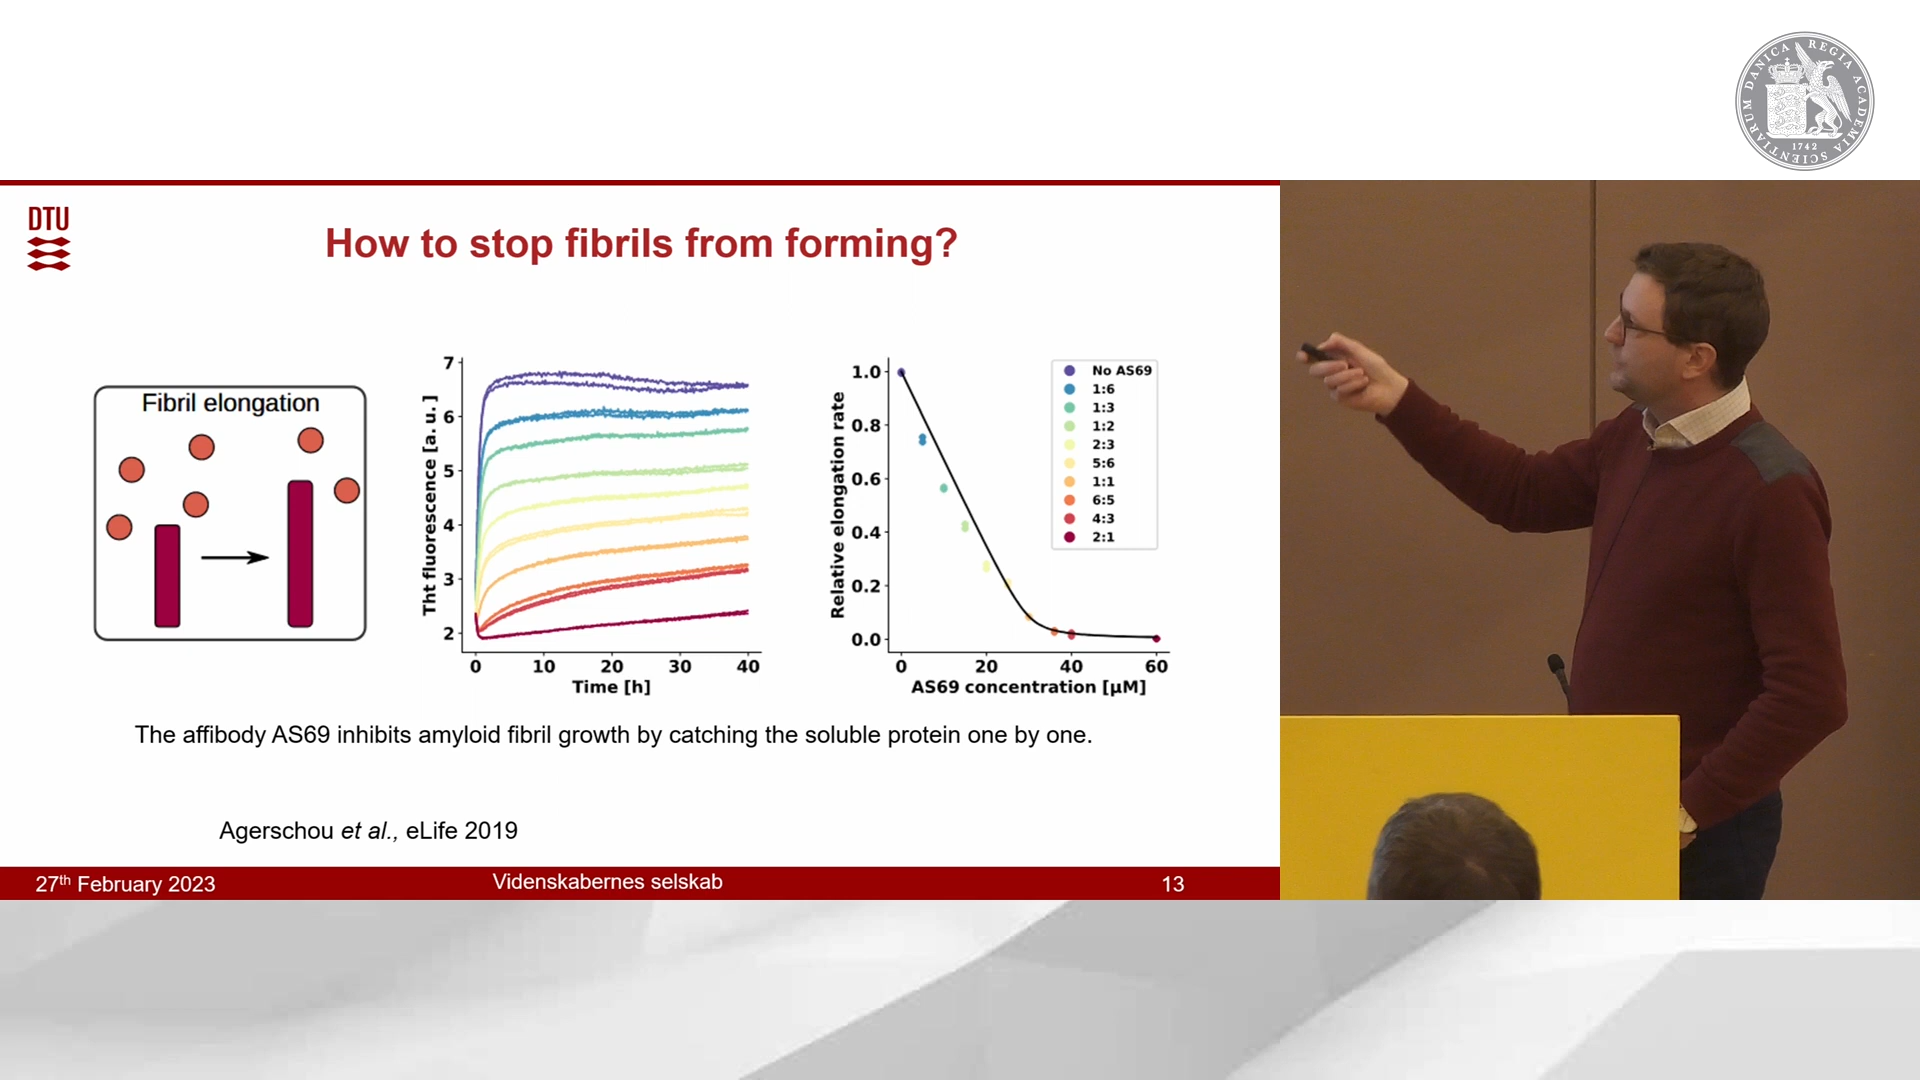 REGIA ACADEMIA SCIENTIARUM DANICA
1742
DTU
How to stop fibrils from forming?
Fibril elongation
7
6
5
4
3
2
Tht fluorescence [a. u.]
0 10 20 30 40
Time [h]
1.0
0.8
0.6
0.4
0.2
0.0
Relative elongation rate
0 20 40 60
AS69 concentration [µM]
No AS69
1:6
1:3
1:2
2:3
5:6
1:1
6:5
4:3
2:1
The affibody AS69 inhibits amyloid fibril growth by catching the soluble protein one by one.
Agerschou et al., eLife 2019
27th February 2023
Videnskabernes selskab
13